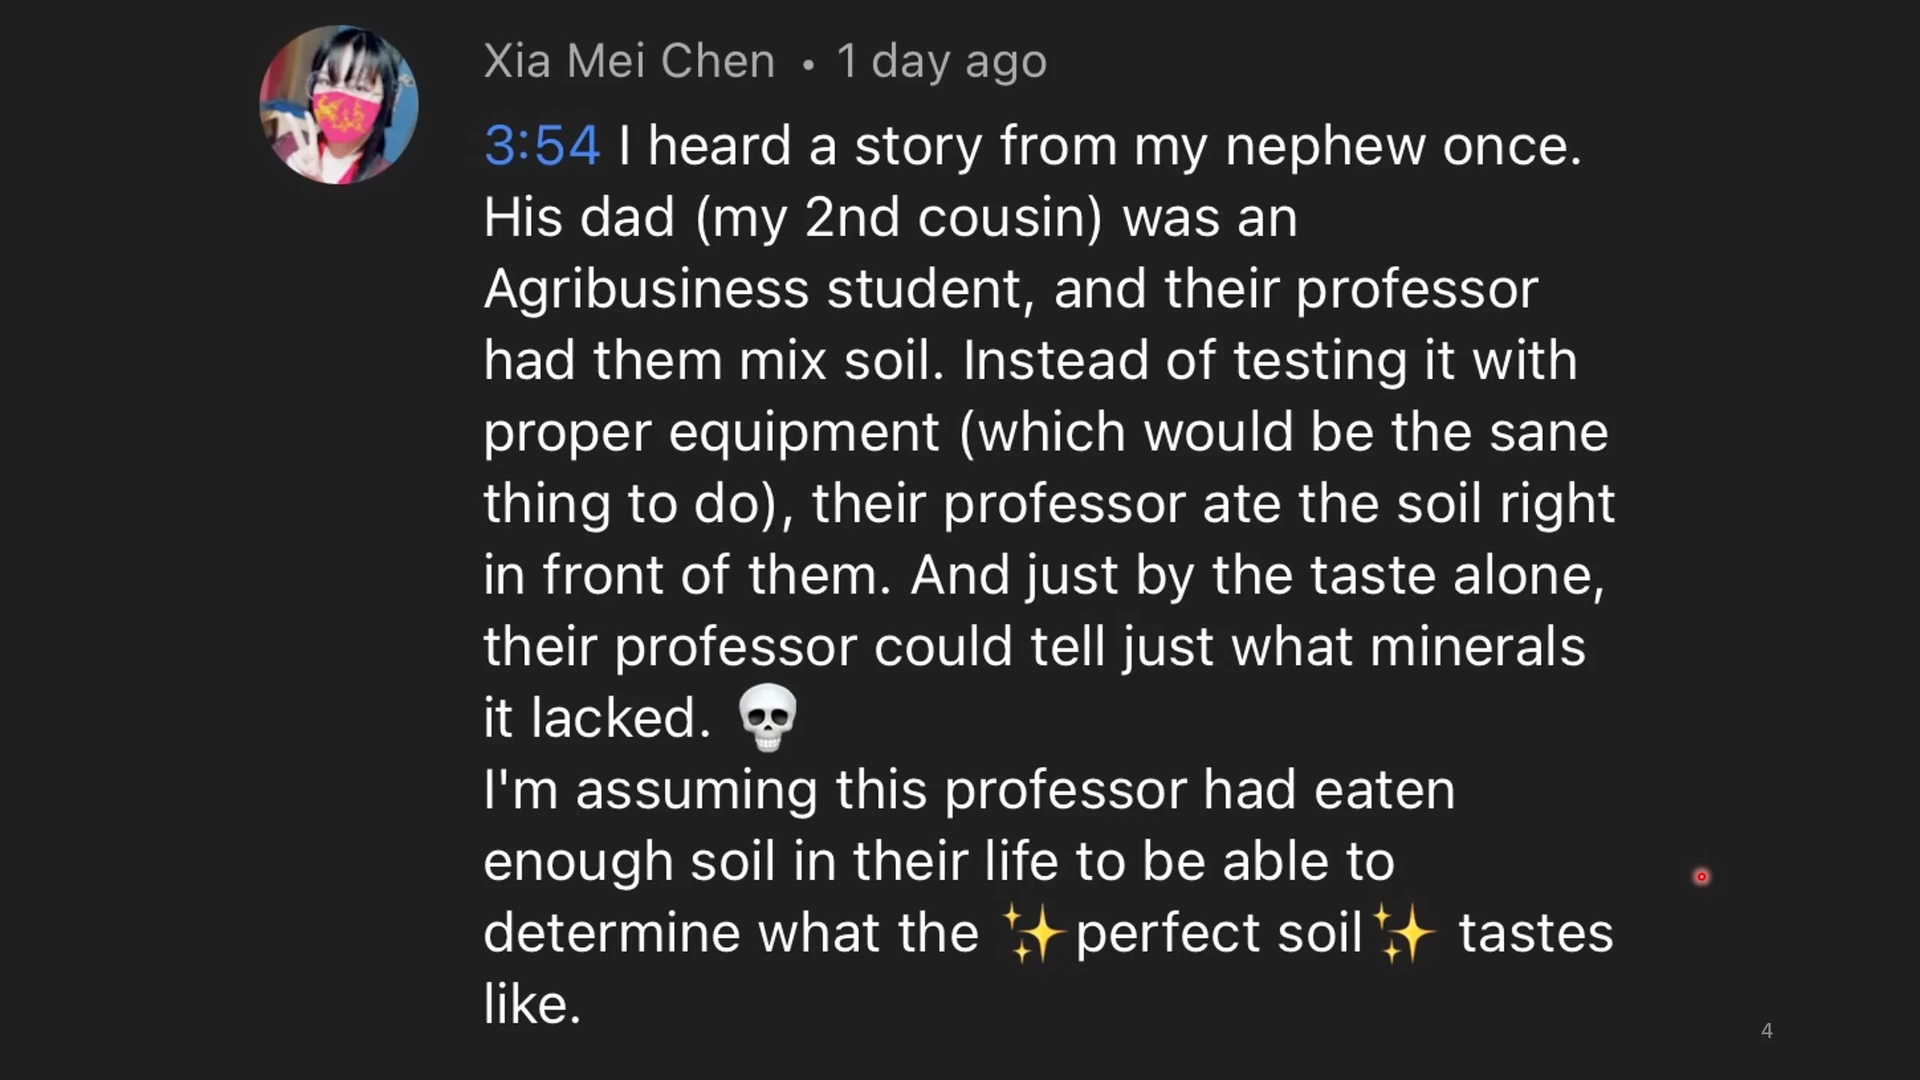 Xia Mei Chen • 1 day ago
3:54 I heard a story from my nephew once.
His dad (my 2nd cousin) was an
Agribusiness student, and their professor
had them mix soil. Instead of testing it with
proper equipment (which would be the sane
thing to do), their professor ate the soil right
in front of them. And just by the taste alone,
their professor could tell just what minerals
it lacked. 💀
I'm assuming this professor had eaten
enough soil in their life to be able to
determine what the ✨perfect soil✨ tastes
like.
4